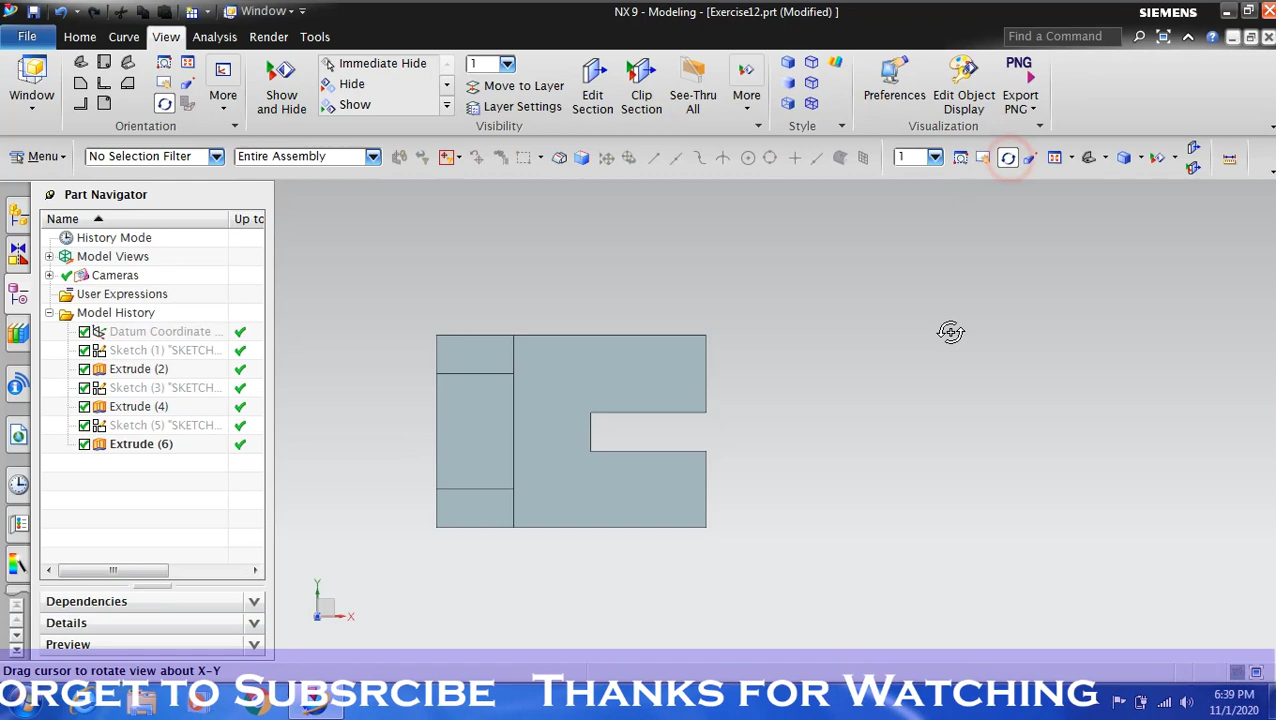 NX 9 - Modeling - [Exercise12.prt (Modified) ]
SIEMENS
Window
File
Home
Curve
View
Analysis
Render
Tools
Find a Command
Window
More
Orientation
Show and Hide
Immediate Hide
Hide
Show
1
Move to Layer
Layer Settings
Visibility
Edit Section
Clip Section
See-Thru All
More
Style
Preferences
Edit Object Display
PNG
Export PNG
Visualization
Menu
No Selection Filter
Entire Assembly
1
Part Navigator
Name
Up to
History Mode
Model Views
Cameras
User Expressions
Model History
Datum Coordinate ...
Sketch (1) "SKETCH...
Extrude (2)
Sketch (3) "SKETCH...
Extrude (4)
Sketch (5) "SKETCH...
Extrude (6)
Dependencies
Details
Preview
Y
X
Drag cursor to rotate view about X-Y
ORGET TO SUBSRCIBE THANKS FOR WATCHING
6:39 PM
11/1/2020